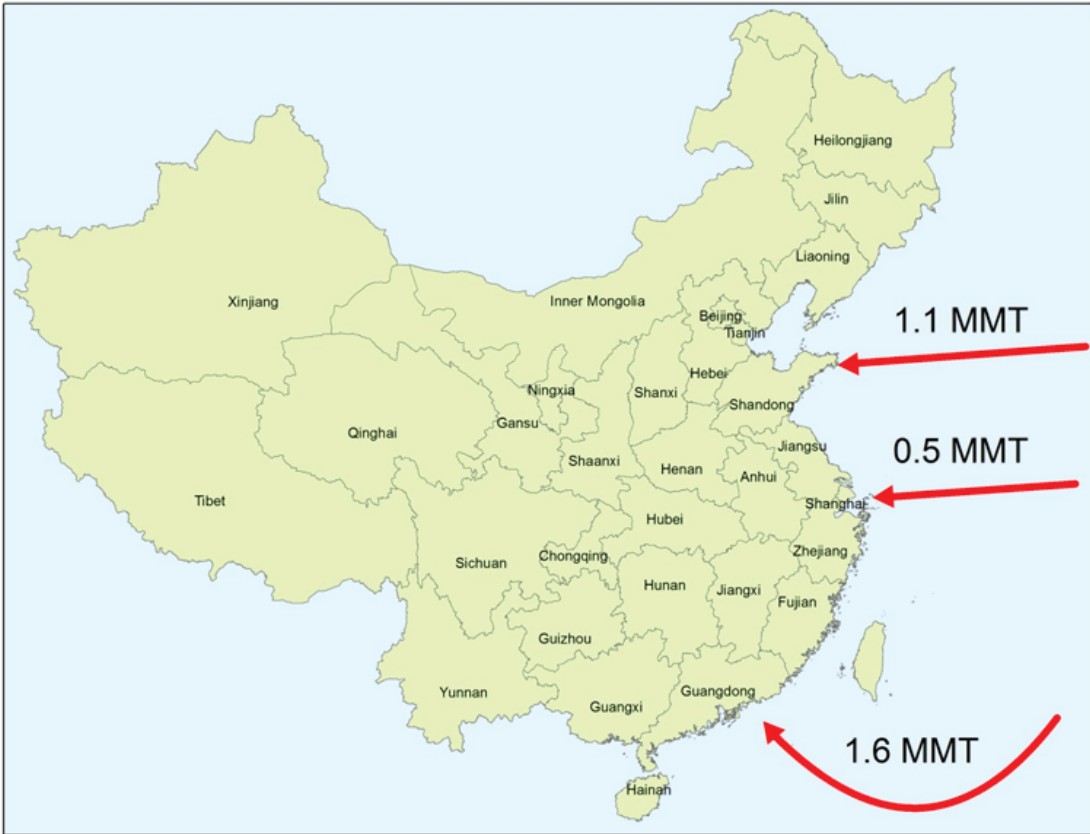 Heilongjiang
Jilin
Liaoning
Xinjiang
Inner Mongolia
Beijing
Tianjin
1.1 MMT
Hebei
Ningxia
Shanxi
Shandong
Gansu
Qinghai
Jiangsu
0.5 MMT
Shaanxi
Henan
Anhui
Tibet
Shanghai
Hubei
Zhejiang
Chongqing
Sichuan
Hunan
Jiangxi
Fujian
Guizhou
Yunnan
Guangdong
Guangxi
1.6 MMT
Hainan